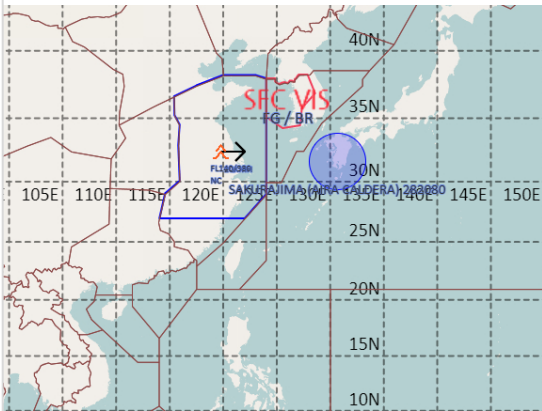 40N
SFC VIS
35N
FG / BR
NC
30N
SAKURAJIMA (AIRA CALDERA) 282080
105E 110E 115E 120E 125E 130E 135E 140E 145E 150E
25N
20N
15N
10N